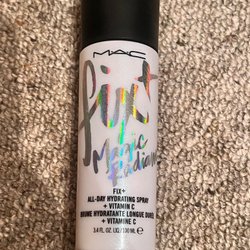 MAC
fix+
Magic
Radiance
FIX+
ALL-DAY HYDRATING SPRAY
+ VITAMIN C
BRUME HYDRATANTE LONGUE DURÉE
+ VITAMINE C
3.4 FL. OZ./100 ML